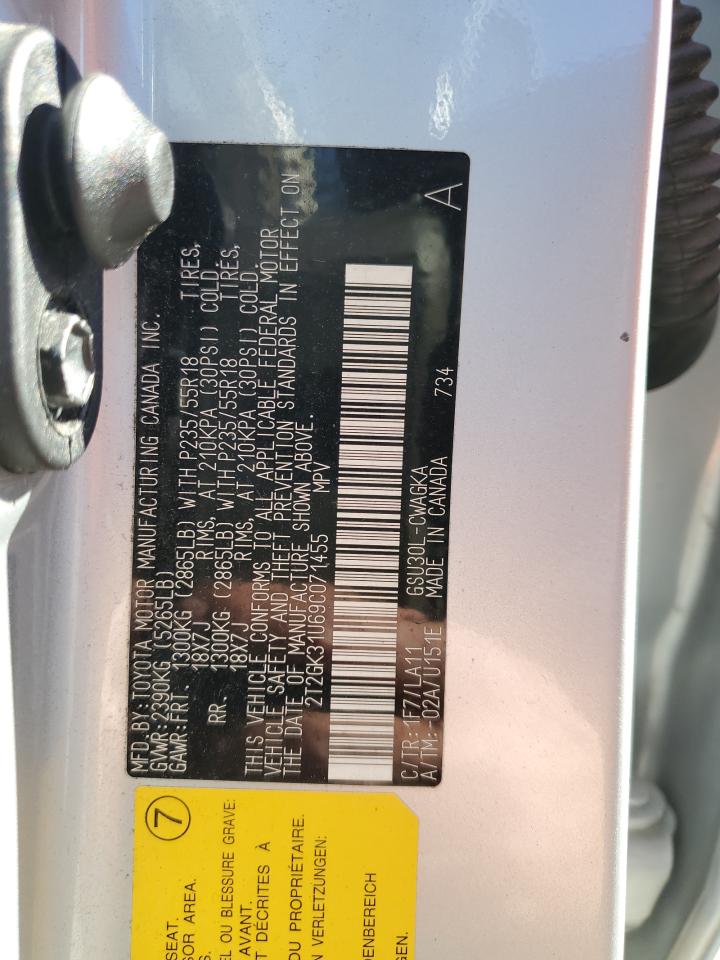 MFD.BY:TOYOTA MOTOR MANUFACTURING CANADA INC.
GVWR:2390KG (5265LB)
GAWR:FRT. 1300KG (2865LB) WITH P235/55R18 TIRES,
18X7J RIMS, AT 210KPA (30PSI) COLD
RR. 1300KG (2865LB) WITH P235/55R18 TIRES,
18X7J RIMS, AT 210KPA (30PSI) COLD.
THIS VEHICLE CONFORMS TO ALL APPLICABLE FEDERAL MOTOR
VEHICLE SAFETY AND THEFT PREVENTION STANDARDS IN EFFECT ON
THE DATE OF MANUFACTURE SHOWN ABOVE.
2T2GK31U69C071455 MPV
C/TR:1F7/LA11 GSU30L-CWAGKA
A/TM:-02A/U151E MADE IN CANADA 734
A
7
SEAT.
SOR AREA.
S.
EL OU BLESSURE GRAVE:
AVANT.
T DÉCRITES À
DU PROPRIÉTAIRE.
N VERLETZUNGEN:
DENBEREICH
GEN.